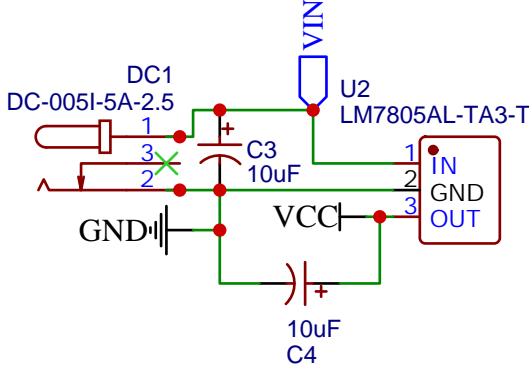 VIN
DC1
DC-005I-5A-2.5
U2
LM7805AL-TA3-T
1
3
2
+
C3
10uF
1
IN
2
GND
3
OUT
GND
VCC
+
10uF
C4